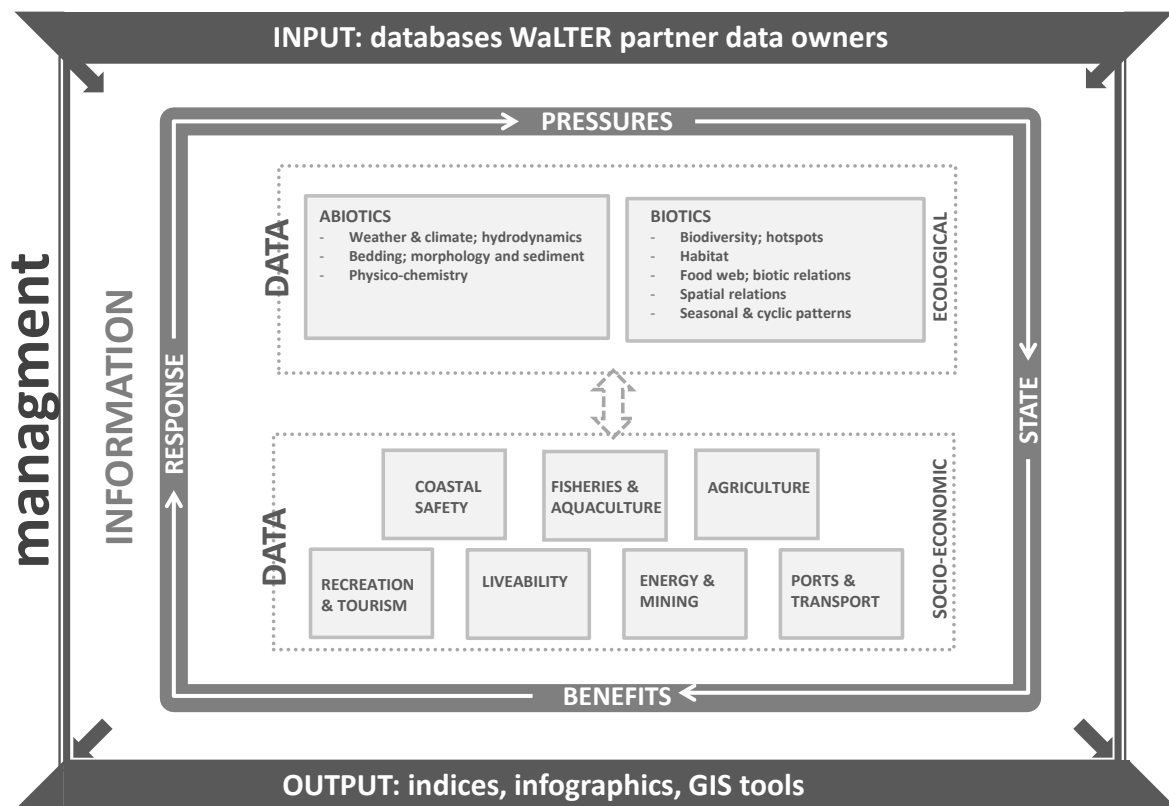 INPUT: databases WaLTER partner data owners
managment
INFORMATION
PRESSURES
RESPONSE
STATE
BENEFITS
DATA
ABIOTICS
- Weather & climate; hydrodynamics
- Bedding; morphology and sediment
- Physico-chemistry
BIOTICS
- Biodiversity; hotspots
- Habitat
- Food web; biotic relations
- Spatial relations
- Seasonal & cyclic patterns
ECOLOGICAL
DATA
COASTAL
SAFETY
FISHERIES &
AQUACULTURE
AGRICULTURE
RECREATION
& TOURISM
LIVEABILITY
ENERGY &
MINING
PORTS &
TRANSPORT
SOCIO-ECONOMIC
OUTPUT: indices, infographics, GIS tools